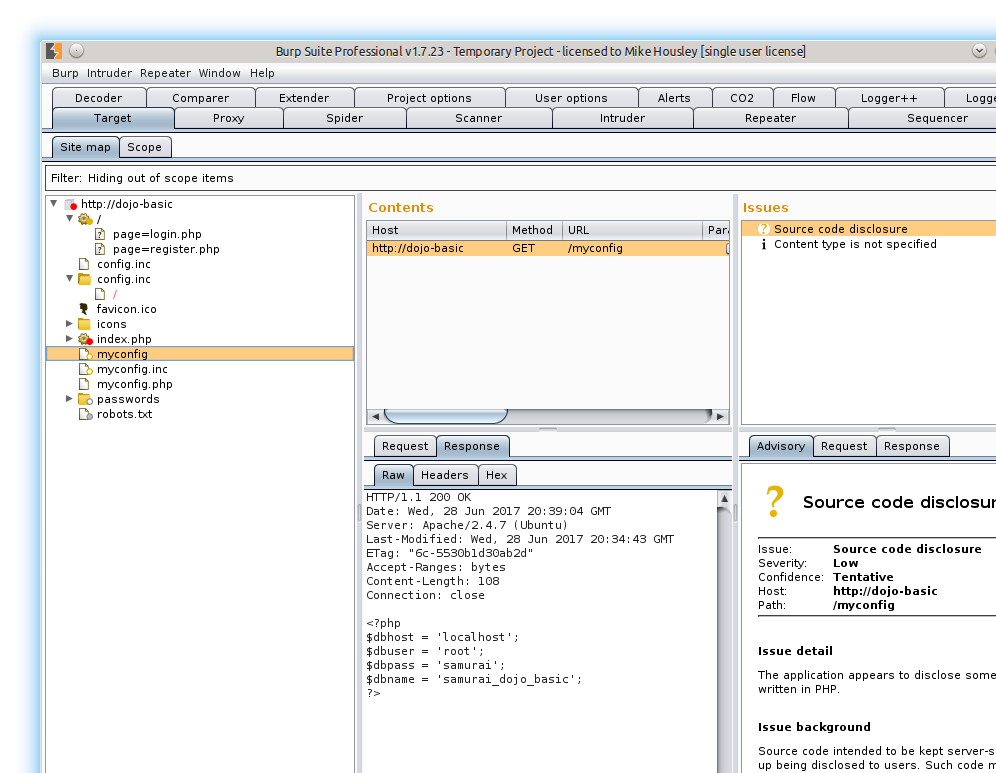 Burp Suite Professional v1.7.23 - Temporary Project - licensed to Mike Housley [single user license]
Burp Intruder Repeater Window Help
Decoder Comparer Extender Project options User options Alerts CO2 Flow Logger++ Logg
Target Proxy Spider Scanner Intruder Repeater Sequencer
Site map Scope
Filter: Hiding out of scope items
http://dojo-basic
/
page=login.php
page=register.php
config.inc
config.inc
/
favicon.ico
icons
index.php
myconfig
myconfig.inc
myconfig.php
passwords
robots.txt
Contents
Host Method URL Para
http://dojo-basic GET /myconfig
Request Response
Raw Headers Hex
HTTP/1.1 200 OK
Date: Wed, 28 Jun 2017 20:39:04 GMT
Server: Apache/2.4.7 (Ubuntu)
Last-Modified: Wed, 28 Jun 2017 20:34:43 GMT
ETag: "6c-5530b1d30ab2d"
Accept-Ranges: bytes
Content-Length: 108
Connection: close
<?php
$dbhost = 'localhost';
$dbuser = 'root';
$dbpass = 'samurai';
$dbname = 'samurai_dojo_basic';
?>
Issues
? Source code disclosure
i Content type is not specified
Advisory Request Response
? Source code disclosur
Issue: Source code disclosure
Severity: Low
Confidence: Tentative
Host: http://dojo-basic
Path: /myconfig
Issue detail
The application appears to disclose some
written in PHP.
Issue background
Source code intended to be kept server-s
up being disclosed to users. Such code m